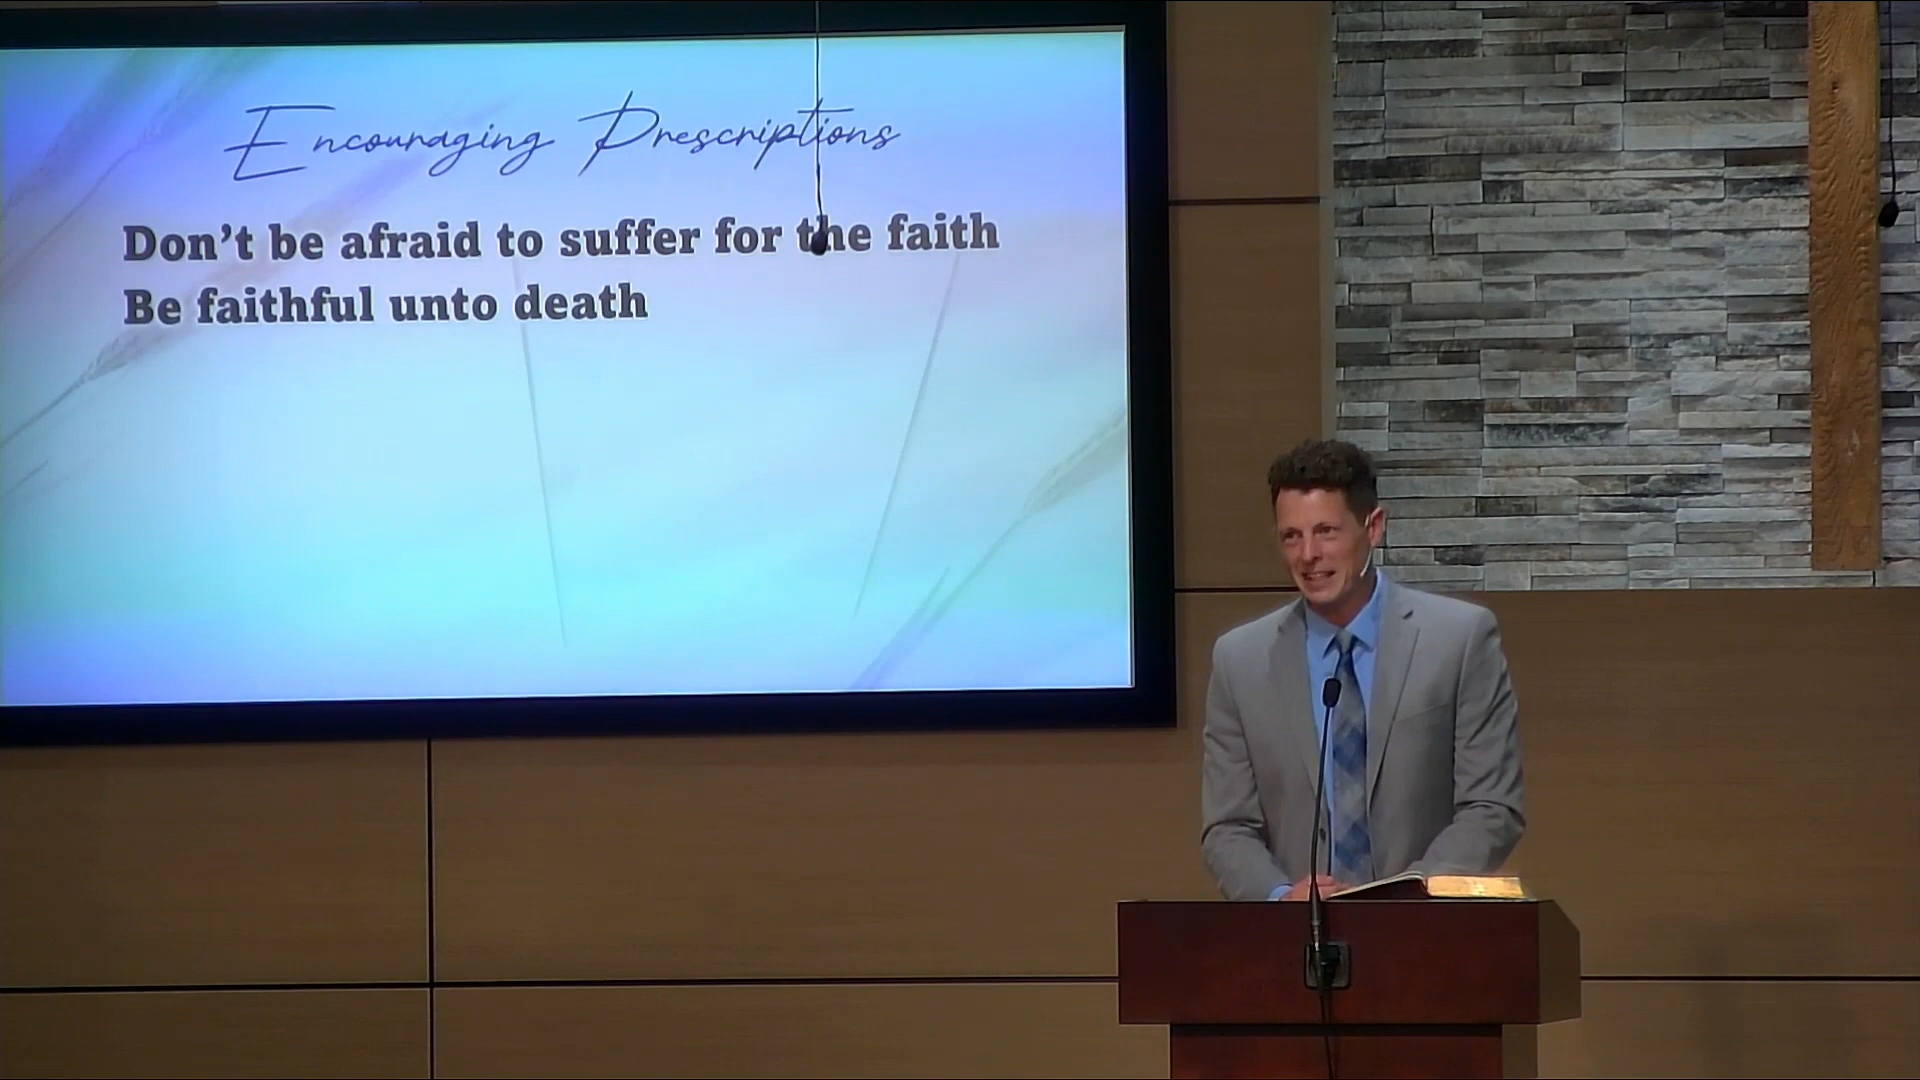 Encouraging Prescriptions
Don't be afraid to suffer for the faith
Be faithful unto death